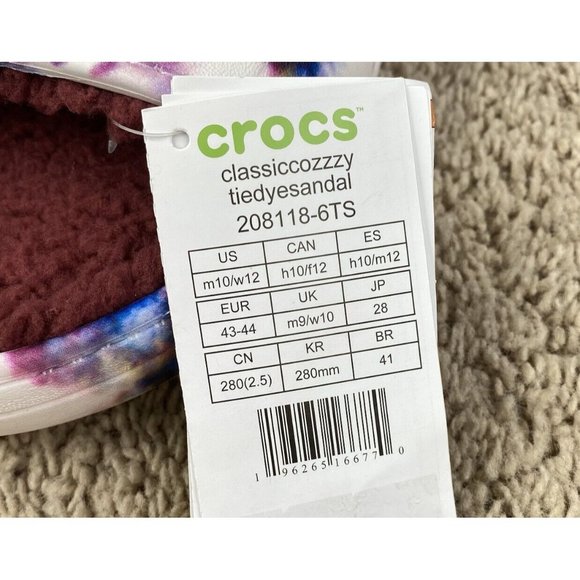 crocs™
classiccozzzy
tiedyesandal
208118-6TS
US CAN ES
m10/w12 h10/f12 h10/m12
EUR UK JP
43-44 m9/w10 28
CN KR BR
280(2.5) 280mm 41
1 96265 16677 0